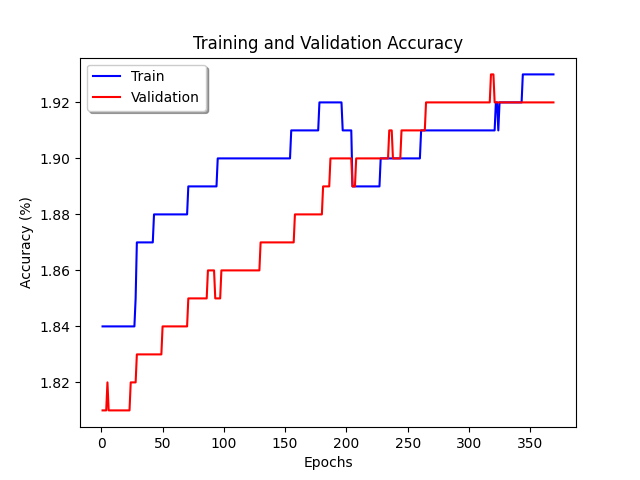 Training and Validation Accuracy
Train
Validation
Accuracy (%)
1.92
1.90
1.88
1.86
1.84
1.82
0 50 100 150 200 250 300 350
Epochs